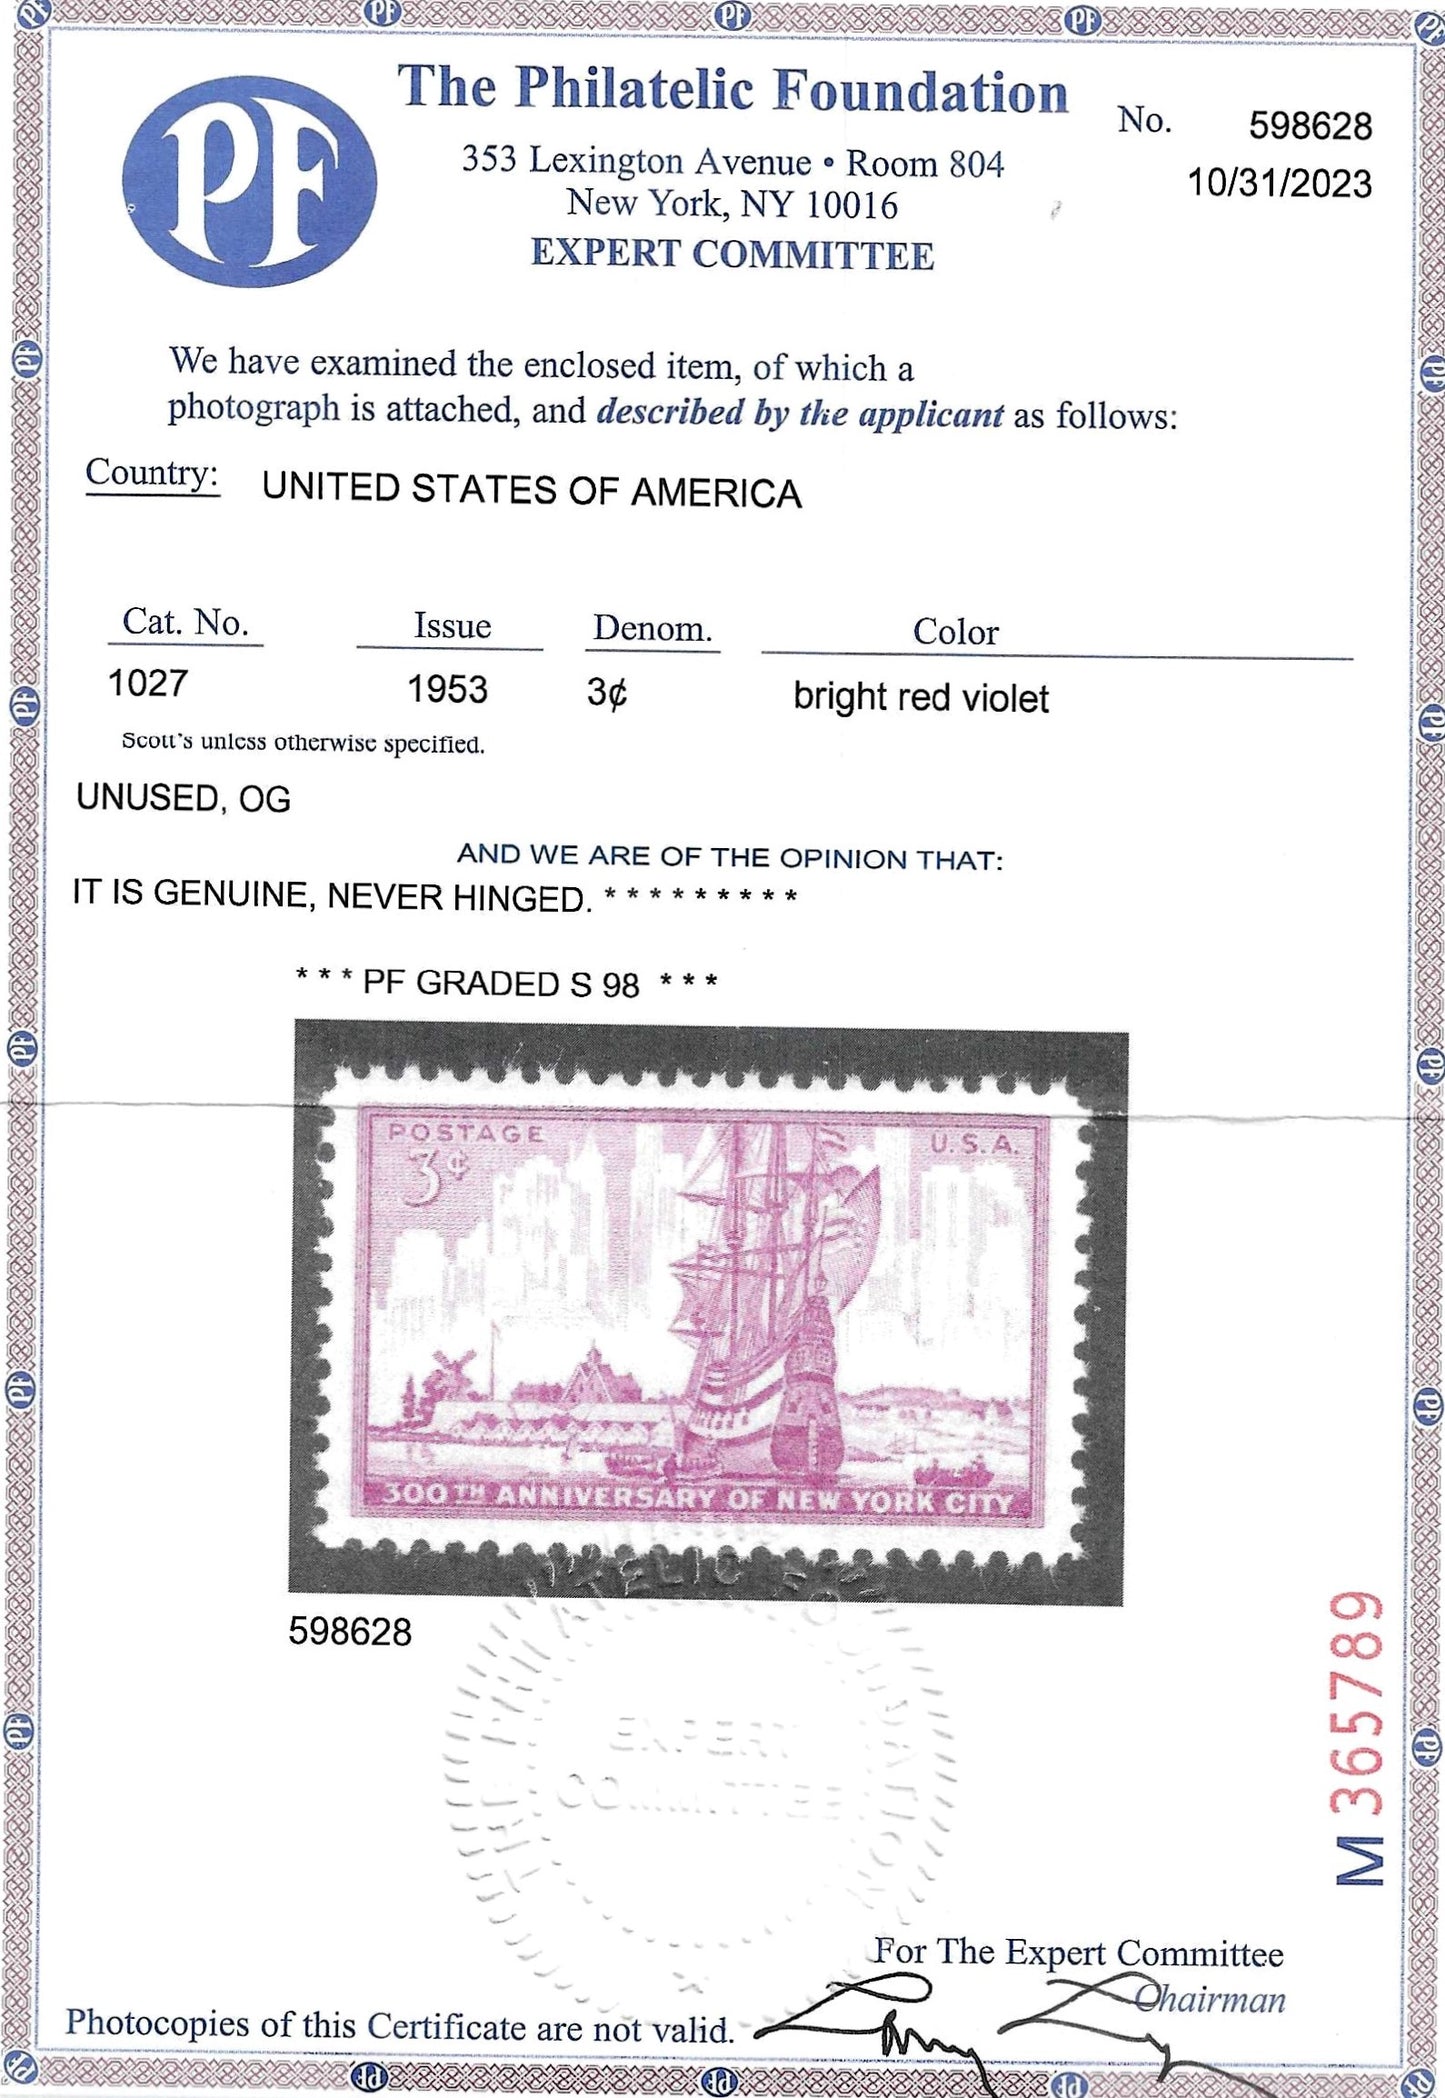 PF
The Philatelic Foundation
353 Lexington Avenue • Room 804
New York, NY 10016
EXPERT COMMITTEE
No. 598628
10/31/2023
We have examined the enclosed item, of which a
photograph is attached, and described by the applicant as follows:
Country: UNITED STATES OF AMERICA
Cat. No. Issue Denom. Color
1027 1953 3¢ bright red violet
Scott's unless otherwise specified.
UNUSED, OG
AND WE ARE OF THE OPINION THAT:
IT IS GENUINE, NEVER HINGED. * * * * * * * * *
* * * PF GRADED S 98 * * *
POSTAGE U.S.A.
3¢
300TH ANNIVERSARY OF NEW YORK CITY
598628
EXPERT
COMMITTEE
M 365789
For The Expert Committee
Chairman
Photocopies of this Certificate are not valid.